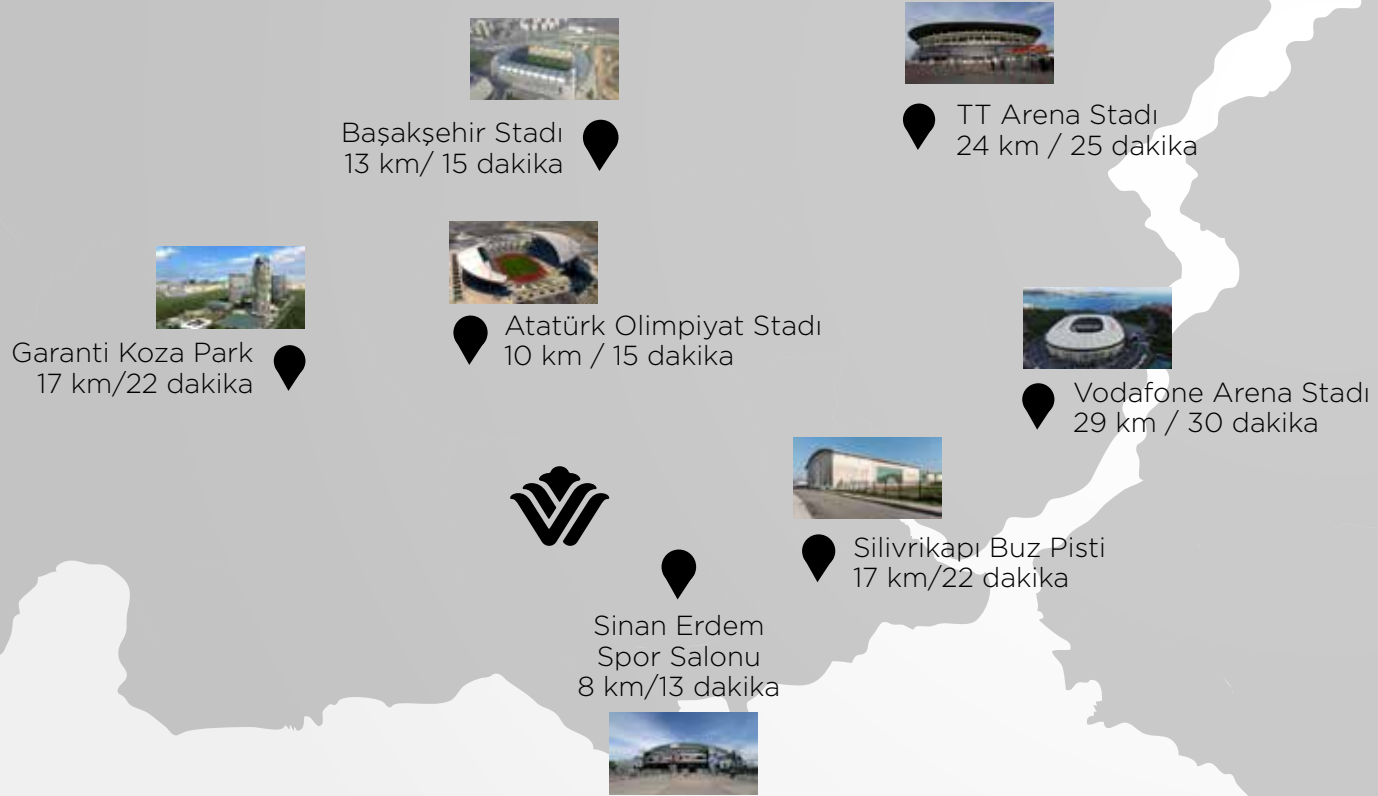 Başakşehir Stadı
13 km/ 15 dakika
TT Arena Stadı
24 km / 25 dakika
Garanti Koza Park
17 km/22 dakika
Atatürk Olimpiyat Stadı
10 km / 15 dakika
Vodafone Arena Stadı
29 km / 30 dakika
Silivrikapı Buz Pisti
17 km/22 dakika
Sinan Erdem
Spor Salonu
8 km/13 dakika